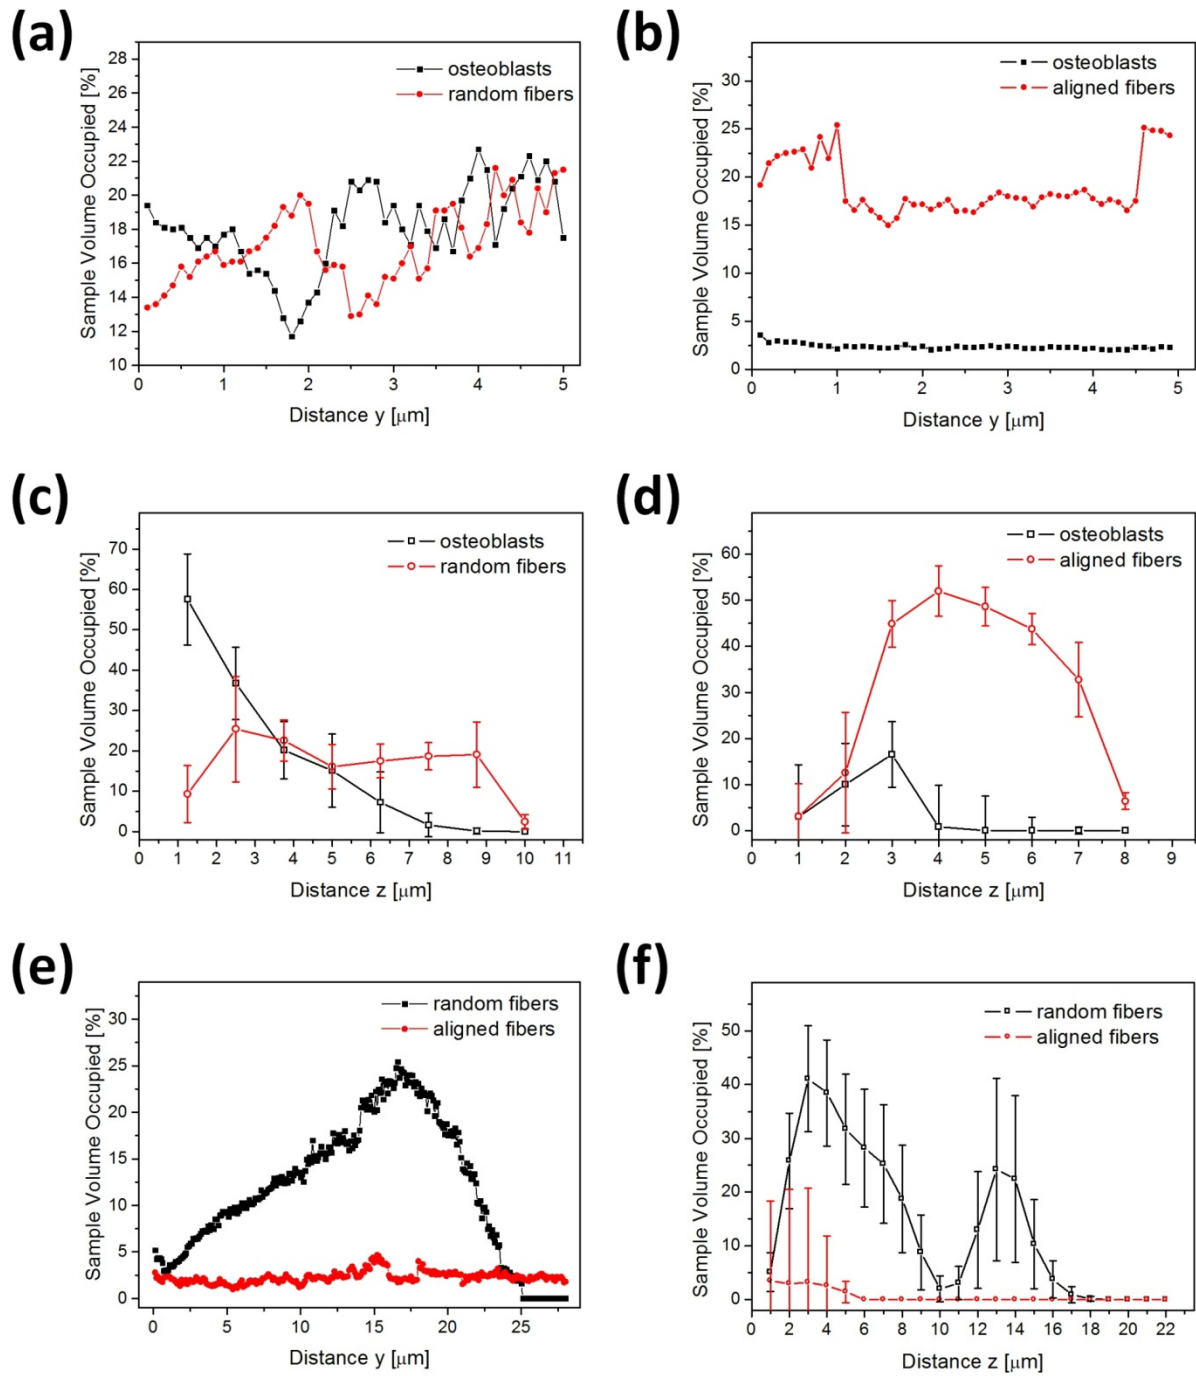 (a)
Sample Volume Occupied [%]
28
26
24
22
20
18
16
14
12
10
osteoblasts
random fibers
0 1 2 3 4 5
Distance y [μm]
(b)
Sample Volume Occupied [%]
30
25
20
15
10
5
0
osteoblasts
aligned fibers
0 1 2 3 4 5
Distance y [μm]
(c)
Sample Volume Occupied [%]
70
60
50
40
30
20
10
0
osteoblasts
random fibers
0 1 2 3 4 5 6 7 8 9 10 11
Distance z [μm]
(d)
Sample Volume Occupied [%]
60
50
40
30
20
10
0
osteoblasts
aligned fibers
0 1 2 3 4 5 6 7 8 9
Distance z [μm]
(e)
Sample Volume Occupied [%]
30
25
20
15
10
5
0
random fibers
aligned fibers
0 5 10 15 20 25
Distance y [μm]
(f)
Sample Volume Occupied [%]
50
40
30
20
10
0
random fibers
aligned fibers
0 2 4 6 8 10 12 14 16 18 20 22
Distance z [μm]